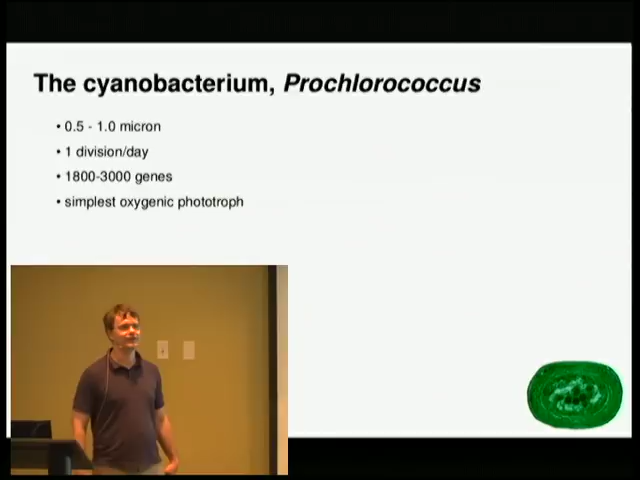 The cyanobacterium, Prochlorococcus
• 0.5 - 1.0 micron
• 1 division/day
• 1800-3000 genes
• simplest oxygenic phototroph